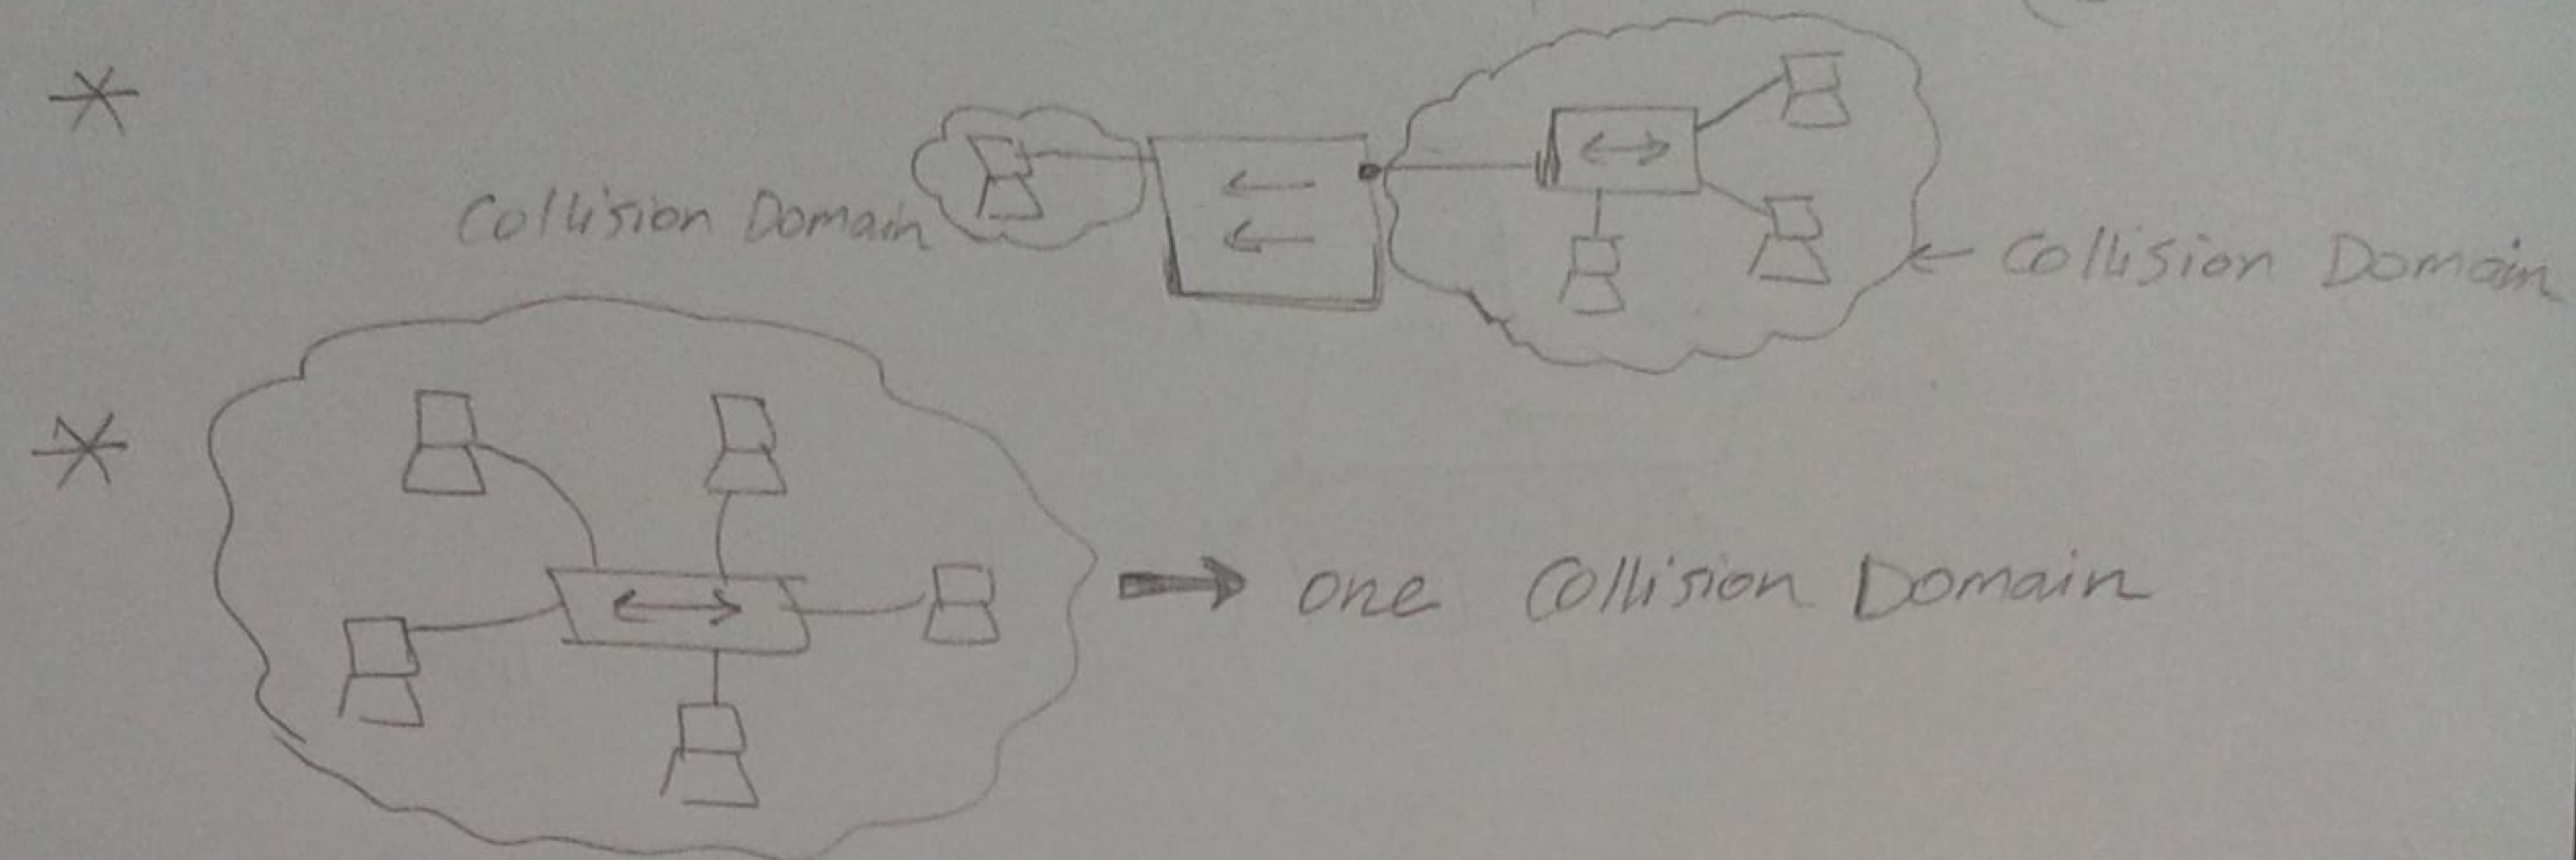 *
Collision Domain
← Collision Domain
*
→ one Collision Domain